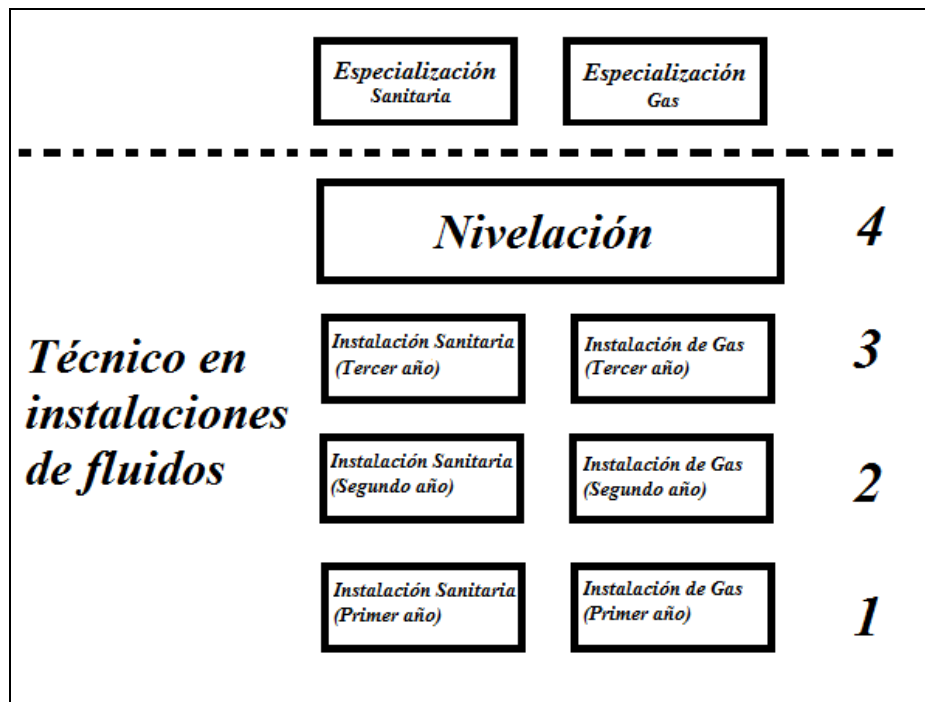 Especialización
Sanitaria
Especialización
Gas
Nivelación
4
Técnico en
instalaciones
de fluidos
Instalación Sanitaria
(Tercer año)
Instalación de Gas
(Tercer año)
3
Instalación Sanitaria
(Segundo año)
Instalación de Gas
(Segundo año)
2
Instalación Sanitaria
(Primer año)
Instalación de Gas
(Primer año)
1